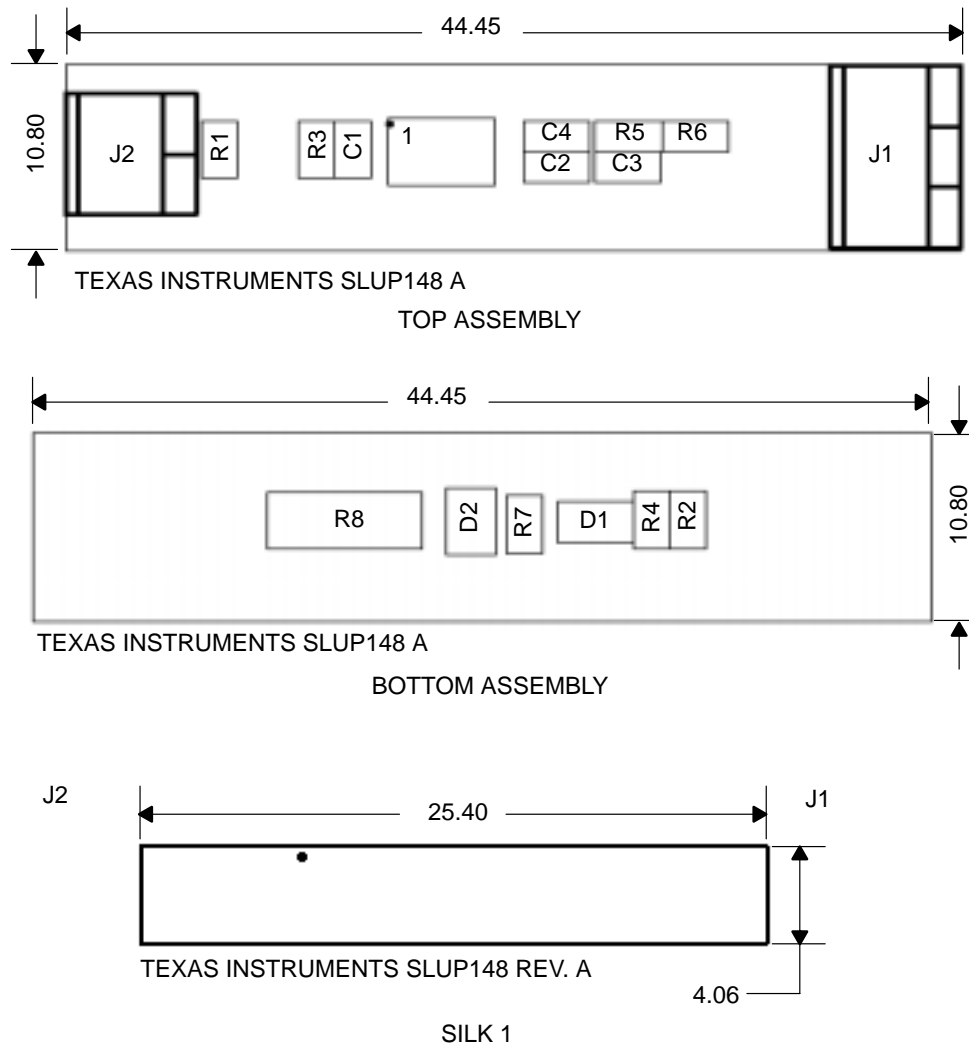 44.45
10.80
J2
R1
R3
C1
1
C4
R5
R6
C2
C3
J1
TEXAS INSTRUMENTS SLUP148 A
TOP ASSEMBLY
44.45
10.80
R8
D2
R7
D1
R4
R2
TEXAS INSTRUMENTS SLUP148 A
BOTTOM ASSEMBLY
J2
25.40
J1
TEXAS INSTRUMENTS SLUP148 REV. A
4.06
SILK 1